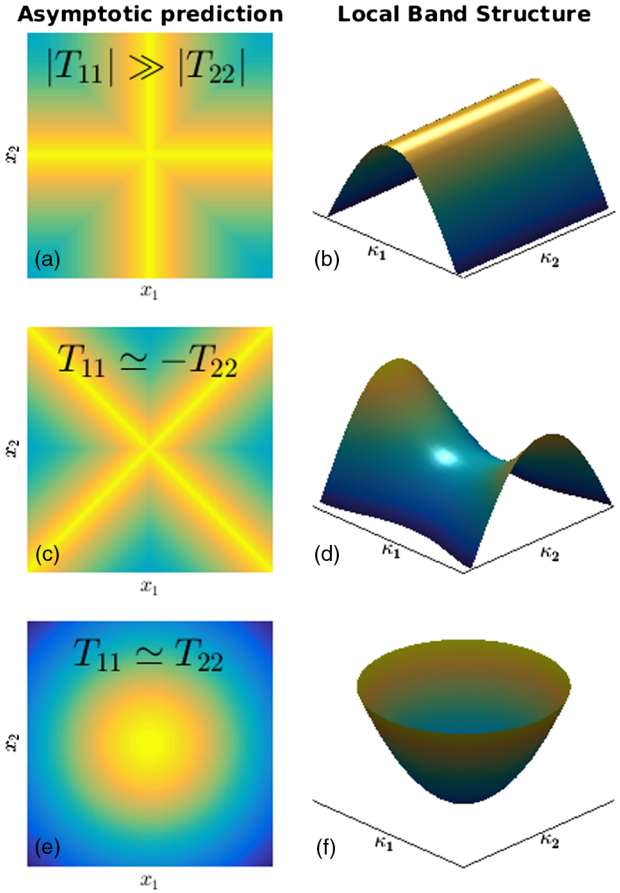 Asymptotic prediction
Local Band Structure
|T₁₁| ≫ |T₂₂|
x₂
(a)
x₁
(b)
κ₁
κ₂
T₁₁ ≃ −T₂₂
x₂
(c)
x₁
(d)
κ₁
κ₂
T₁₁ ≃ T₂₂
x₂
(e)
x₁
(f)
κ₁
κ₂